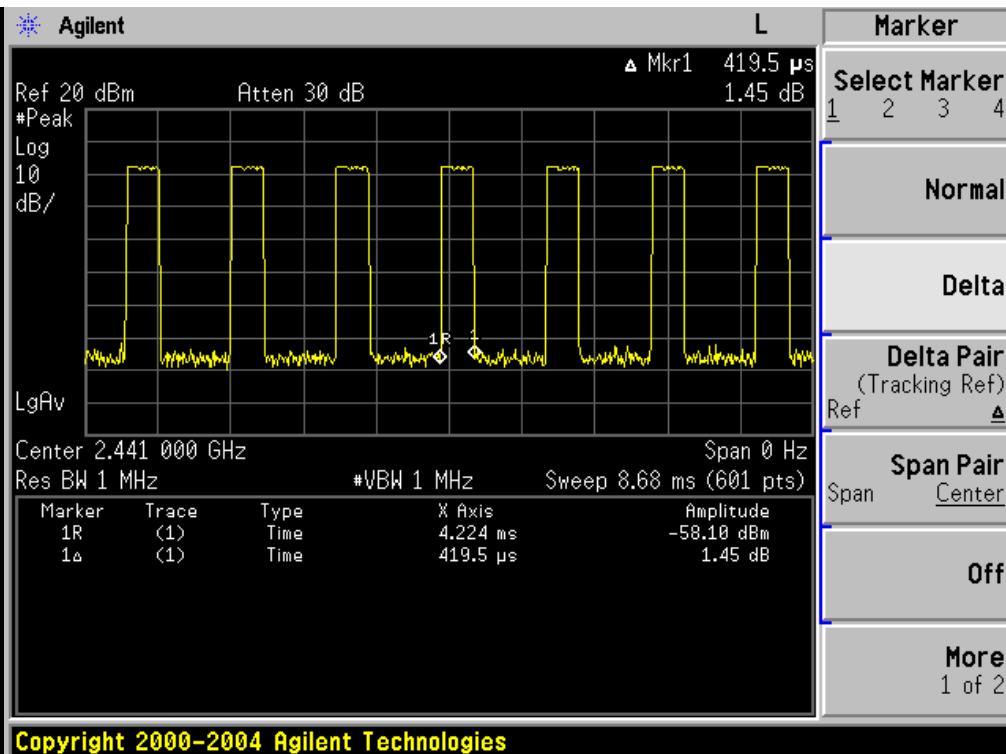 Agilent L
Δ Mkr1 419.5 µs
Ref 20 dBm Atten 30 dB 1.45 dB
#Peak
Log
10
dB/
1R 1
LgAv
Center 2.441 000 GHz Span 0 Hz
Res BW 1 MHz #VBW 1 MHz Sweep 8.68 ms (601 pts)
Marker Trace Type X Axis Amplitude
1R (1) Time 4.224 ms -58.10 dBm
1Δ (1) Time 419.5 µs 1.45 dB
Marker
Select Marker
1 2 3 4
Normal
Delta
Delta Pair
(Tracking Ref)
Ref Δ
Span Pair
Span Center
Off
More
1 of 2
Copyright 2000-2004 Agilent Technologies